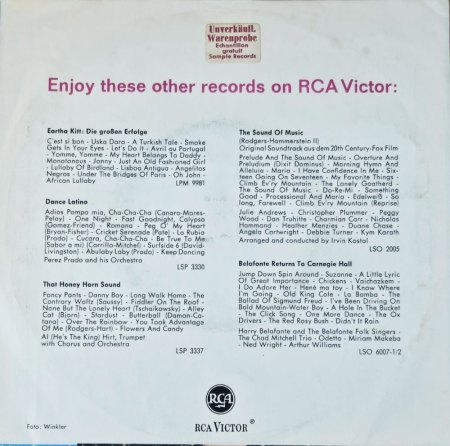 Unverkäufl.
Warenprobe
Echantillon
gratuit
Sample Records
Enjoy these other records on RCA Victor:
Eartha Kitt: Die großen Erfolge
C'est si bon - Uska Dara - A Turkish Tale - Smoke
Gets In Your Eyes - Let's Do It - Avril au Portugal
- Yomme, Yomme - My Heart Belongs To Daddy -
Monotonous - Jonny - Just An Old Fashioned Girl
- Lullaby Of Birdland - Lisboa Antigua - Angelitos
Negros - Under The Bridges Of Paris - Oh John -
African Lullaby LPM 9981
Dance Latino
Adios Pampa mia, Cha-Cha-Cha (Canaro-Mores-
Pelay) - One Night - Fast Goodnight, Calypso
(Gomez-Friend) - Romana - Peg O' My Heart
(Bryan-Fisher) - Cricket Serenade (Pate) - La Rubia
(Prado) - Cucara, Cha-Cha-Cha - Be True To Me
(Sabor a mi) (Carrillo-Mitchell) - Surfside (David-
Livingston) - Abulaby Laby (Prado) - Keep Dancing
Perez Prado and his Orchestra
LSP 3330
That Honey Horn Sound
Fancy Pants - Danny Boy - Long Walk Home - The
Contrary Waltz (Saussy) - Fiddler On The Roof -
None But The Lonely Heart (Tschaikowsky) - Alley
Cat (Bjorn) - Stardust - Butterball (Daman-Ca-
tana) - Over The Rainbow - You Took Advantage
Of Me (Rodgers-Hart) - Flowers And Candy
Al (He's The King) Hirt, Trumpet
with Chorus and Orchestra
LSP 3337
The Sound Of Music
(Rodgers-Hammerstein II)
Original Soundtrack aus dem 20th Century-Fox Film
Prelude And The Sound Of Music - Overture and
Preludium (Dixit Dominus) - Morning Hymn And
Alleluia - Maria - I Have Confidence In Me - Six-
teen Going On Seventeen - My Favorite Things -
Climb Ev'ry Mountain - The Lonely Goatherd -
The Sound Of Music - Do-Re-Mi - Something
Good - Processional And Maria - Edelweiß - So
long, Farewell - Climb Ev'ry Mountain (Reprise)
Julie Andrews - Christopher Plummer - Peggy
Wood - Dan Truhitte - Charmian Carr - Nicholas
Hammond - Heather Menzies - Duane Chase -
Angela Cartwright - Debbie Turner - Kym Karath
Arranged and conducted by Irwin Kostal
LSO 2005
Belafonte Returns To Carnegie Hall
Jump Down Spin Around - Suzanne - A Little Lyric
Of Great Importance - Chickens - Vaichazkem -
I Do Adore Her - Hené ma toy - I Know Where
I'm Going - Old King Cole - La Bamba - The
Ballad Of Sigmund Freud - I've Been Driving On
Bald Mountain-Water Boy - A Hole In The Bucket
- The Click Song - One More Dance - The Ox
Drivers - The Red Rosy Bush - Didn't It Rain
Harry Belafonte and The Belafonte Folk Singers -
The Chad Mitchell Trio - Odetta - Miriam Makeba
- Ned Wright - Arthur Williams
LSO 6007-1/2
Foto: Winkler
RCA
RCA VICTOR ®